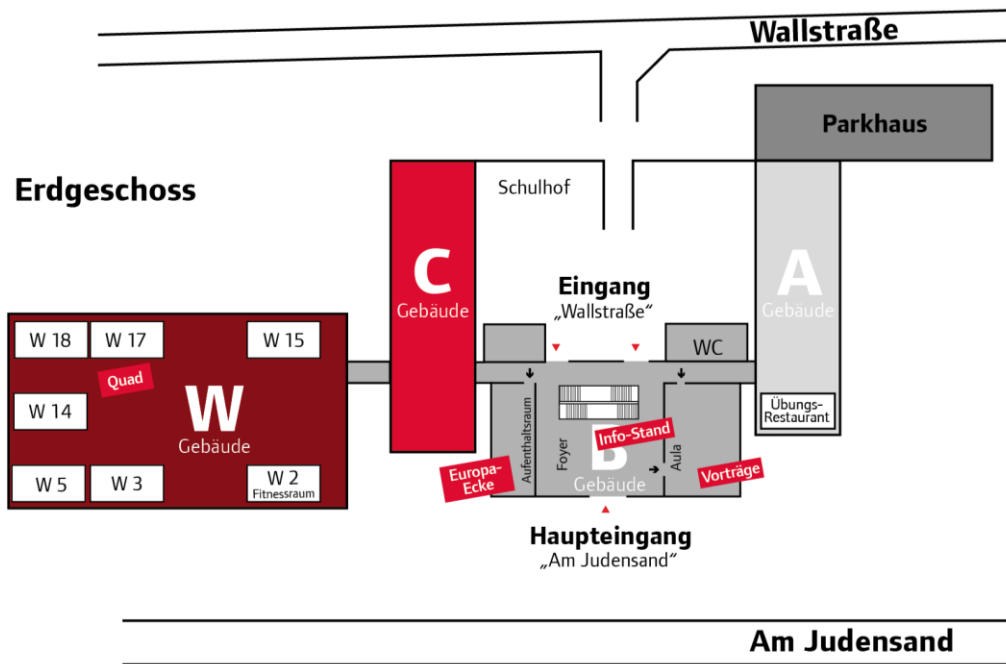 Wallstraße
Parkhaus
Erdgeschoss
Schulhof
C
Gebäude
A
Gebäude
Eingang
„Wallstraße“
W 18
W 17
W 15
WC
Quad
W
Gebäude
W 14
Übungs-
Restaurant
Aufenthaltsraum
Foyer
Info-Stand
B
Gebäude
Aula
Europa-
Ecke
Vorträge
W 5
W 3
W 2
Fitnessraum
Haupteingang
„Am Judensand“
Am Judensand